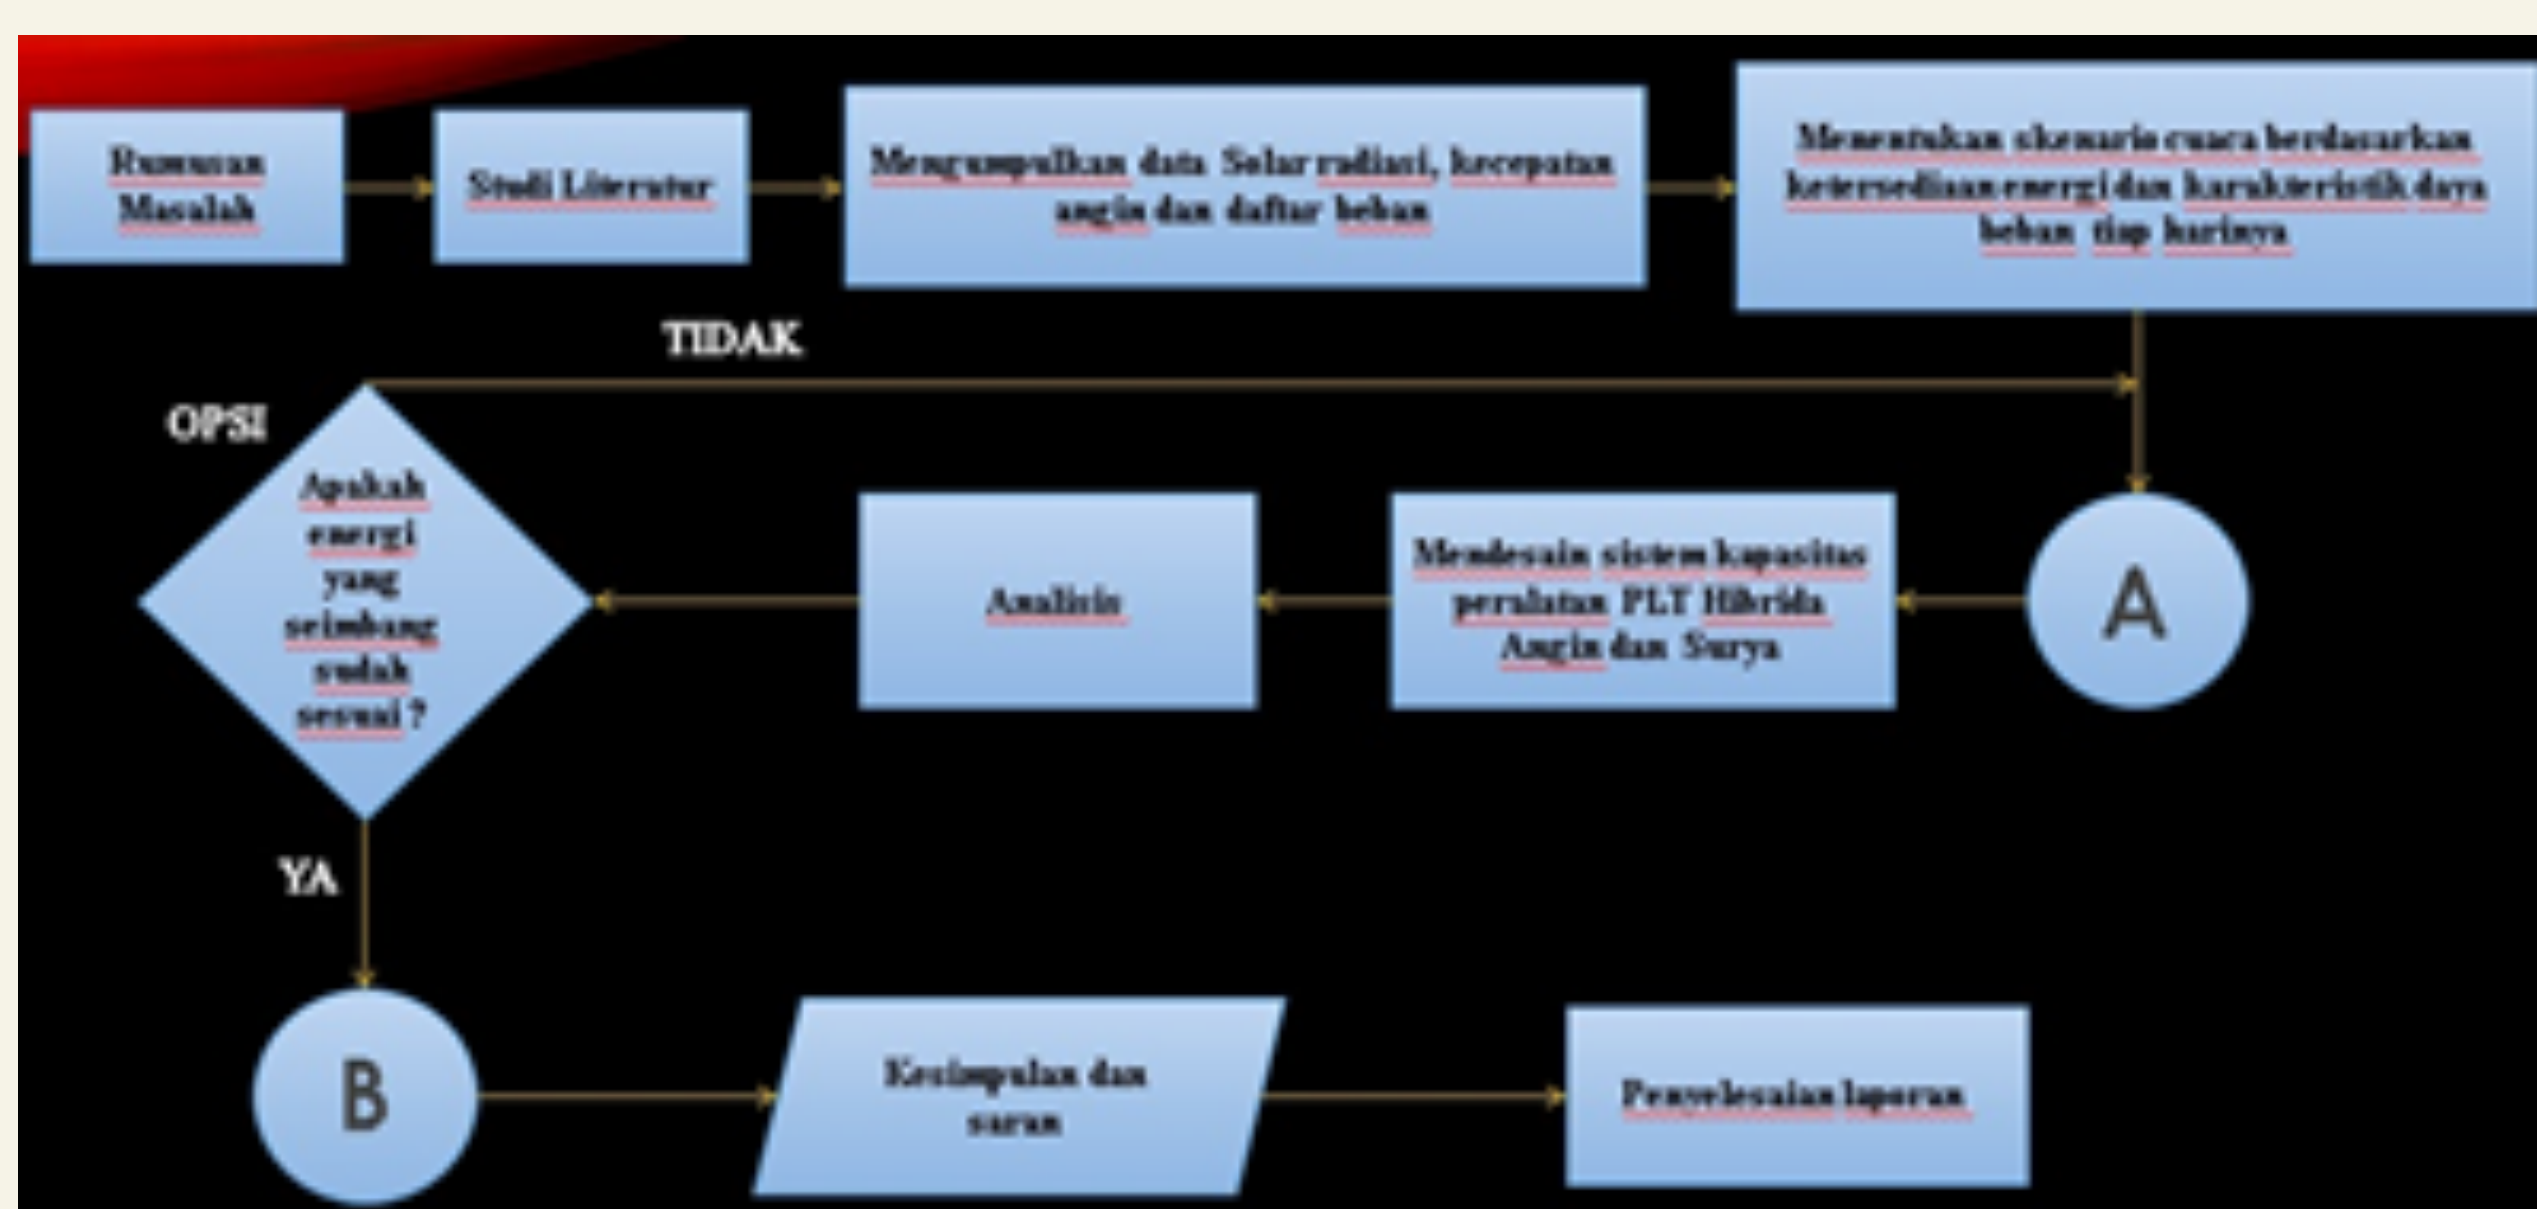 Rumusan
Masalah
Studi Literatur
Mengumpulkan data Solar radiasi, kecepatan
angin dan daftar beban
Menentukan skenario cuaca berdasarkan
ketersediaan energi dan karakteristik daya
beban tiap harinya
TIDAK
OPSI
Apakah
energi
yang
seimbang
sudah
sesuai ?
Analisis
Mendesain sistem kapasitas
peralatan PLT Hibrida
Angin dan Surya
A
YA
B
Kesimpulan dan
saran
Penyelesaian laporan